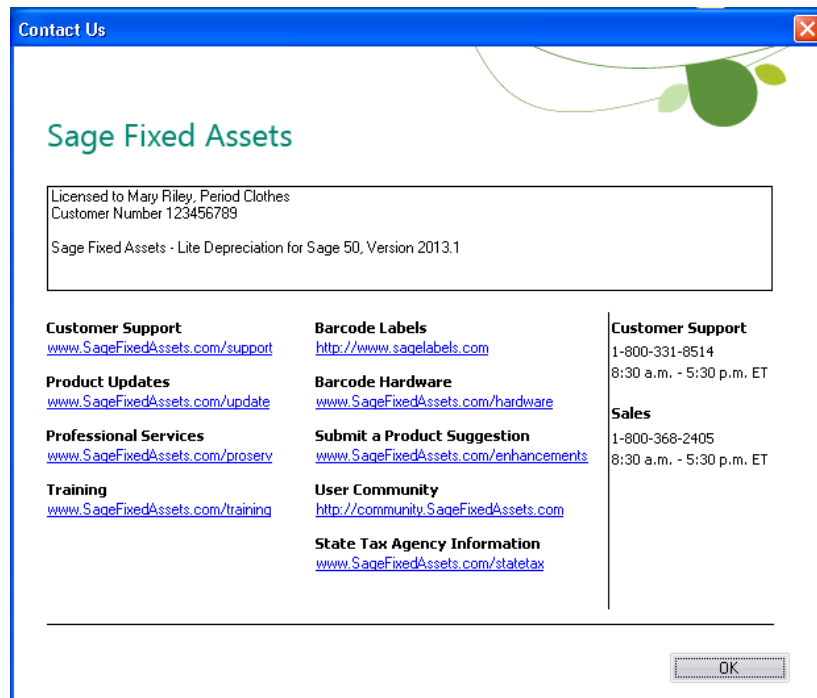 Contact Us
Sage Fixed Assets
Licensed to Mary Riley, Period Clothes
Customer Number 123456789
Sage Fixed Assets - Lite Depreciation for Sage 50, Version 2013.1
Customer Support
www.SageFixedAssets.com/support
Product Updates
www.SageFixedAssets.com/update
Professional Services
www.SageFixedAssets.com/proserv
Training
www.SageFixedAssets.com/training
Barcode Labels
http://www.sagelabels.com
Barcode Hardware
www.SageFixedAssets.com/hardware
Submit a Product Suggestion
www.SageFixedAssets.com/enhancements
User Community
http://community.SageFixedAssets.com
State Tax Agency Information
www.SageFixedAssets.com/statetax
Customer Support
1-800-331-8514
8:30 a.m. - 5:30 p.m. ET
Sales
1-800-368-2405
8:30 a.m. - 5:30 p.m. ET
OK